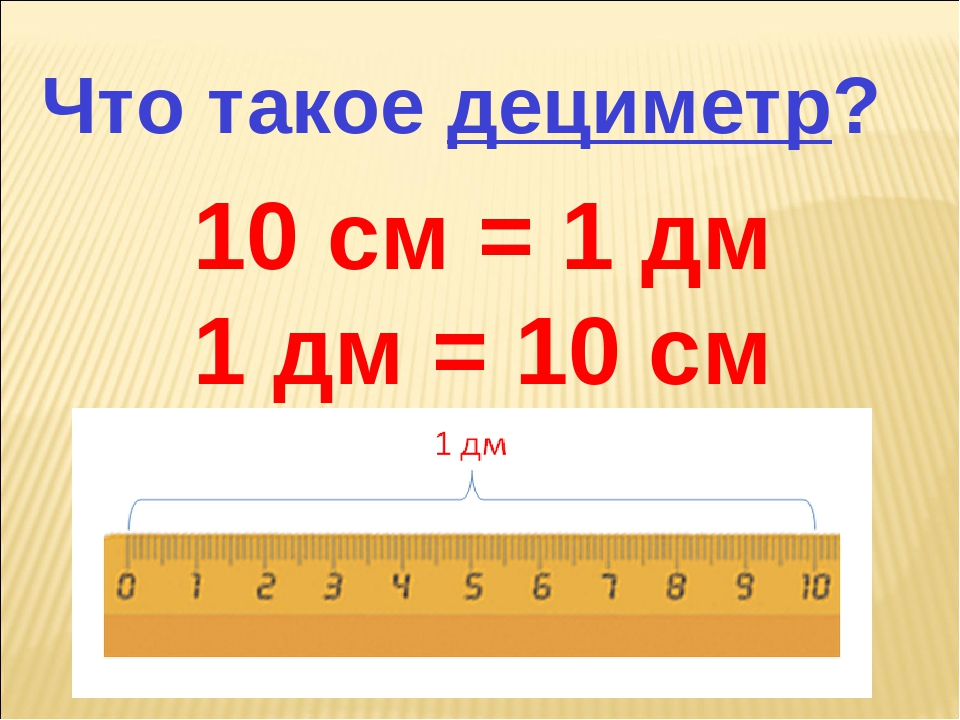 Что такое дециметр?
10 см = 1 дм
1 дм = 10 см
1 дм
0 1 2 3 4 5 6 7 8 9 10